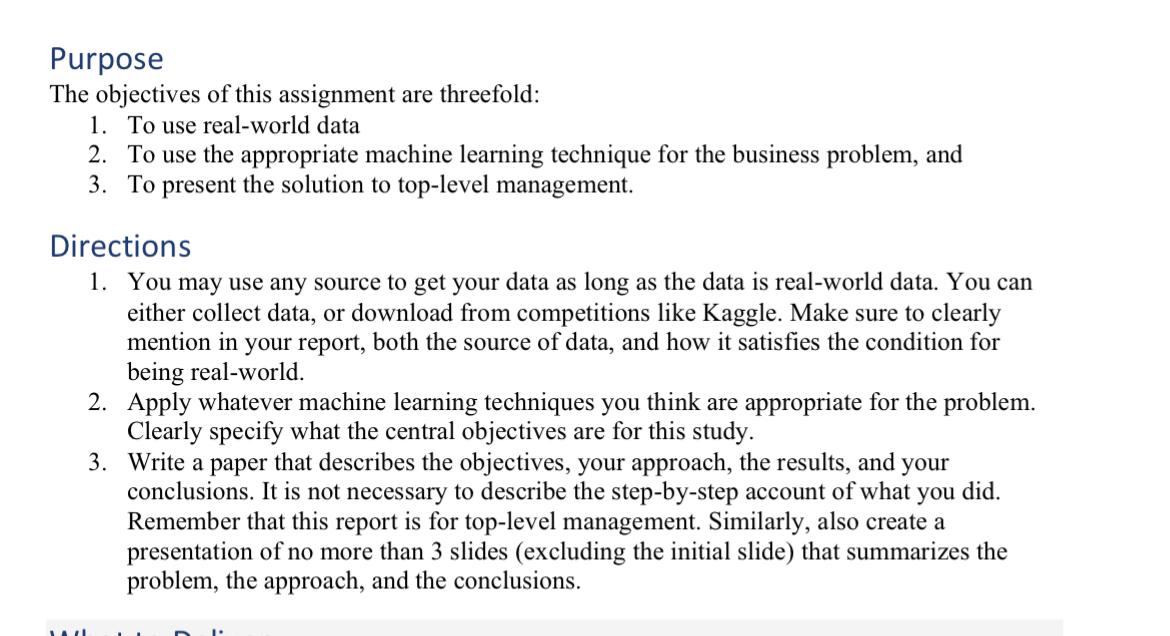 Purpose
The objectives of this assignment are threefold:
1. To use real-world data
2. To use the appropriate machine learning technique for the business problem, and
3. To present the solution to top-level management.
Directions
1. You may use any source to get your data as long as the data is real-world data. You can
either collect data, or download from competitions like Kaggle. Make sure to clearly
mention in your report, both the source of data, and how it satisfies the condition for
being real-world.
2. Apply whatever machine learning techniques you think are appropriate for the problem.
Clearly specify what the central objectives are for this study.
3. Write a paper that describes the objectives, your approach, the results, and your
conclusions. It is not necessary to describe the step-by-step account of what you did.
Remember that this report is for top-level management. Similarly, also create a
presentation of no more than 3 slides (excluding the initial slide) that summarizes the
problem, the approach, and the conclusions.